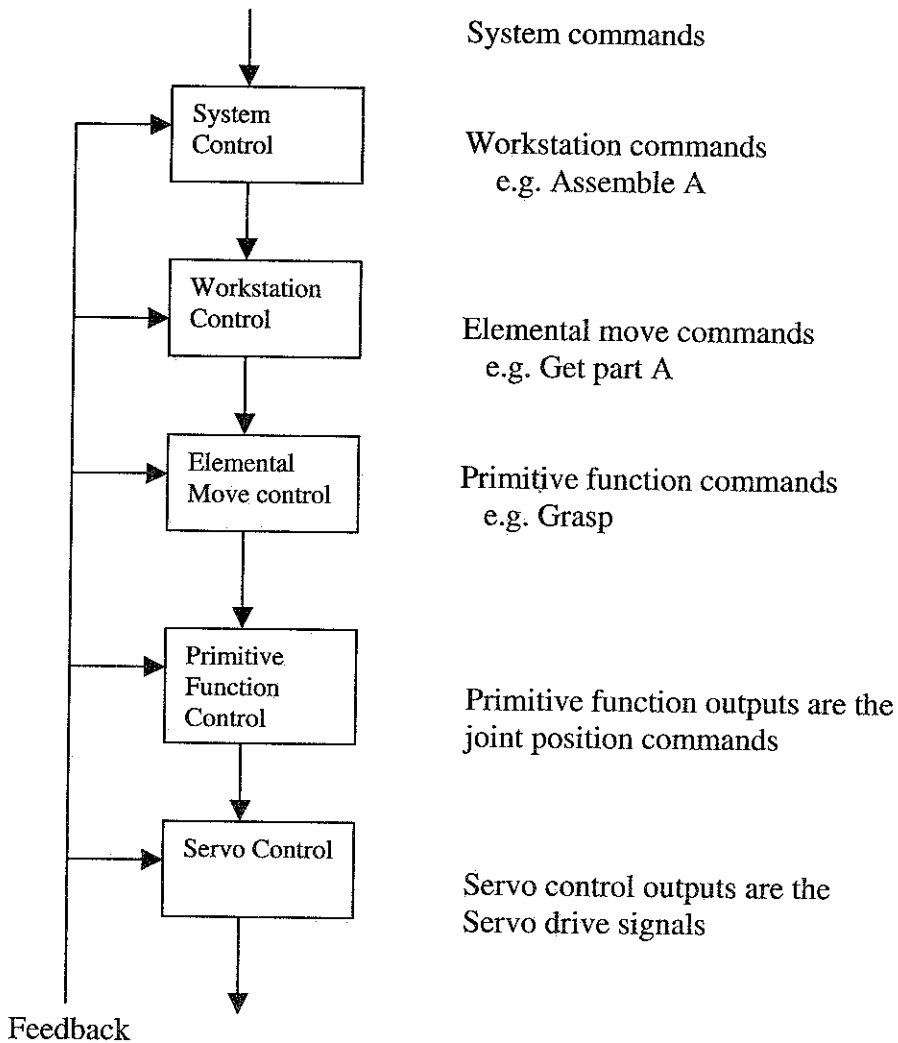 System commands
System
Control
Workstation commands
e.g. Assemble A
Workstation
Control
Elemental move commands
e.g. Get part A
Elemental
Move control
Primitive function commands
e.g. Grasp
Primitive
Function
Control
Primitive function outputs are the
joint position commands
Servo Control
Servo control outputs are the
Servo drive signals
Feedback